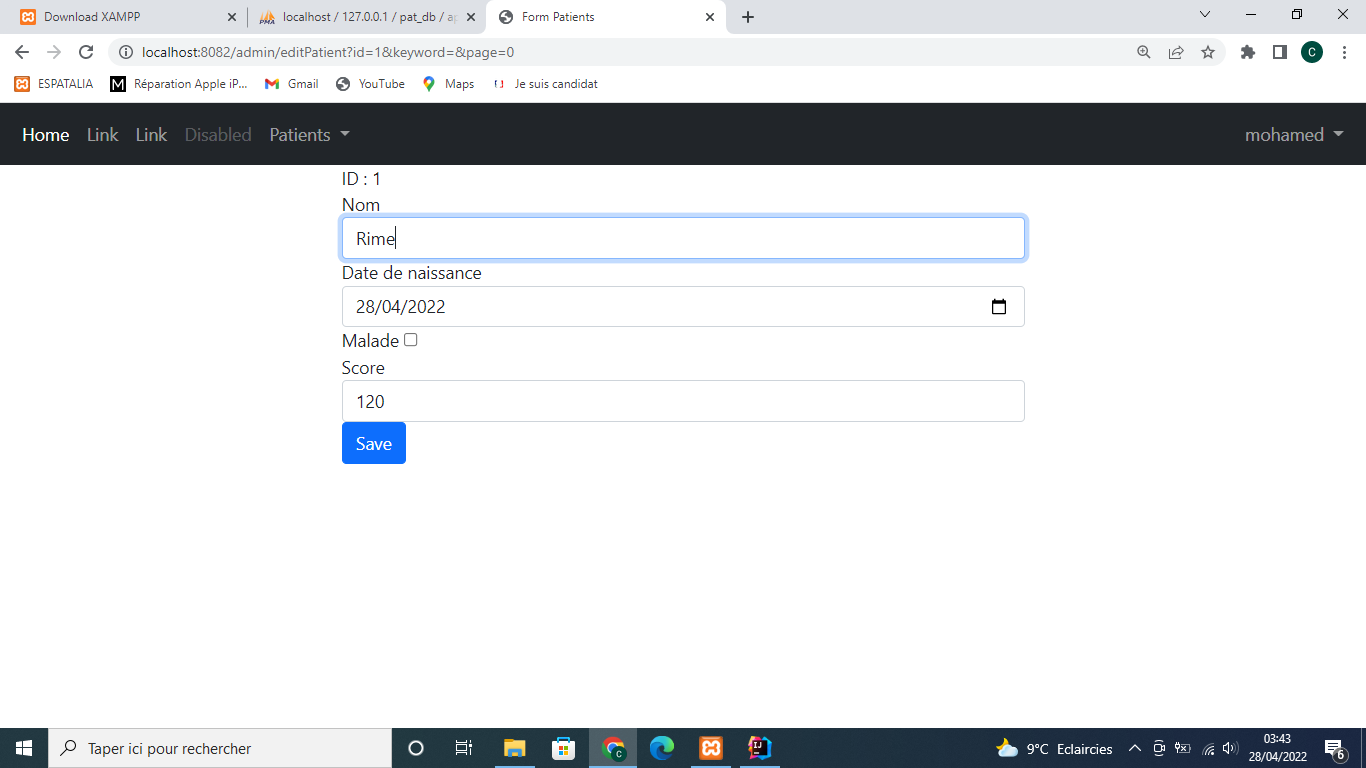 Download XAMPP
localhost / 127.0.0.1 / pat_db / ap
Form Patients
localhost:8082/admin/editPatient?id=1&keyword=&page=0
C
ESPATALIA
M
Réparation Apple iP...
Gmail
YouTube
Maps
Je suis candidat
Home
Link
Link
Disabled
Patients
mohamed
ID : 1
Nom
Rime
Date de naissance
28/04/2022
Malade
Score
120
Save
Taper ici pour rechercher
C
IJ
9°C Eclaircies
03:43
28/04/2022
6